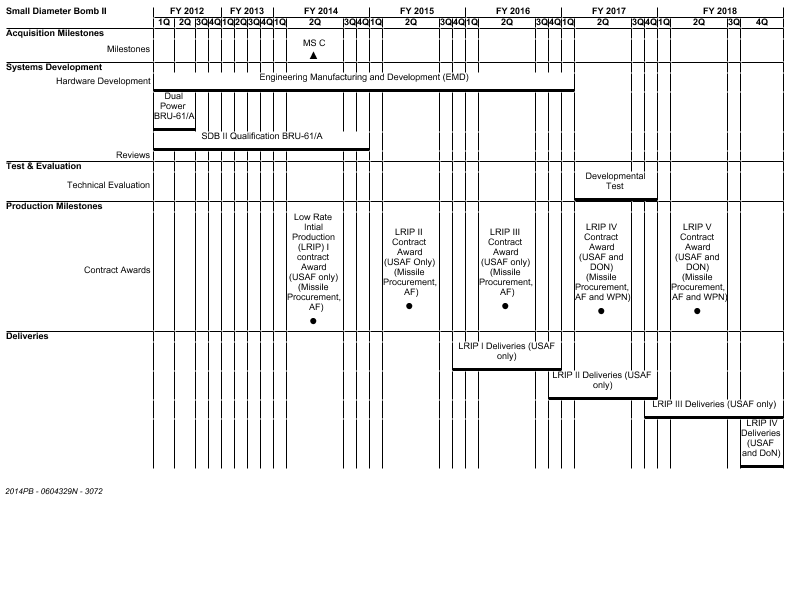 Small Diameter Bomb II FY 2012 FY 2013 FY 2014 FY 2015 FY 2016 FY 2017 FY 2018
1Q 2Q 3Q 4Q 1Q 2Q 3Q 4Q 1Q 2Q 3Q 4Q 1Q 2Q 3Q 4Q 1Q 2Q 3Q 4Q 1Q 2Q 3Q 4Q 1Q 2Q 3Q 4Q
Acquisition Milestones
Milestones
MS C
Systems Development
Hardware Development
Engineering Manufacturing and Development (EMD)
Dual
Power
BRU-61/A
SDB II Qualification BRU-61/A
Reviews
Test & Evaluation
Technical Evaluation
Developmental
Test
Production Milestones
Contract Awards
Low Rate
Intial
Production
(LRIP) I
contract
Award
(USAF only)
(Missile
Procurement,
AF)
LRIP II
Contract
Award
(USAF Only)
(Missile
Procurement,
AF)
LRIP III
Contract
Award
(USAF only)
(Missile
Procurement,
AF)
LRIP IV
Contract
Award
(USAF and
DON)
(Missile
Procurement,
AF and WPN)
LRIP V
Contract
Award
(USAF and
DON)
(Missile
Procurement,
AF and WPN)
Deliveries
LRIP I Deliveries (USAF
only)
LRIP II Deliveries (USAF
only)
LRIP III Deliveries (USAF only)
LRIP IV
Deliveries
(USAF
and DoN)
2014PB - 0604329N - 3072